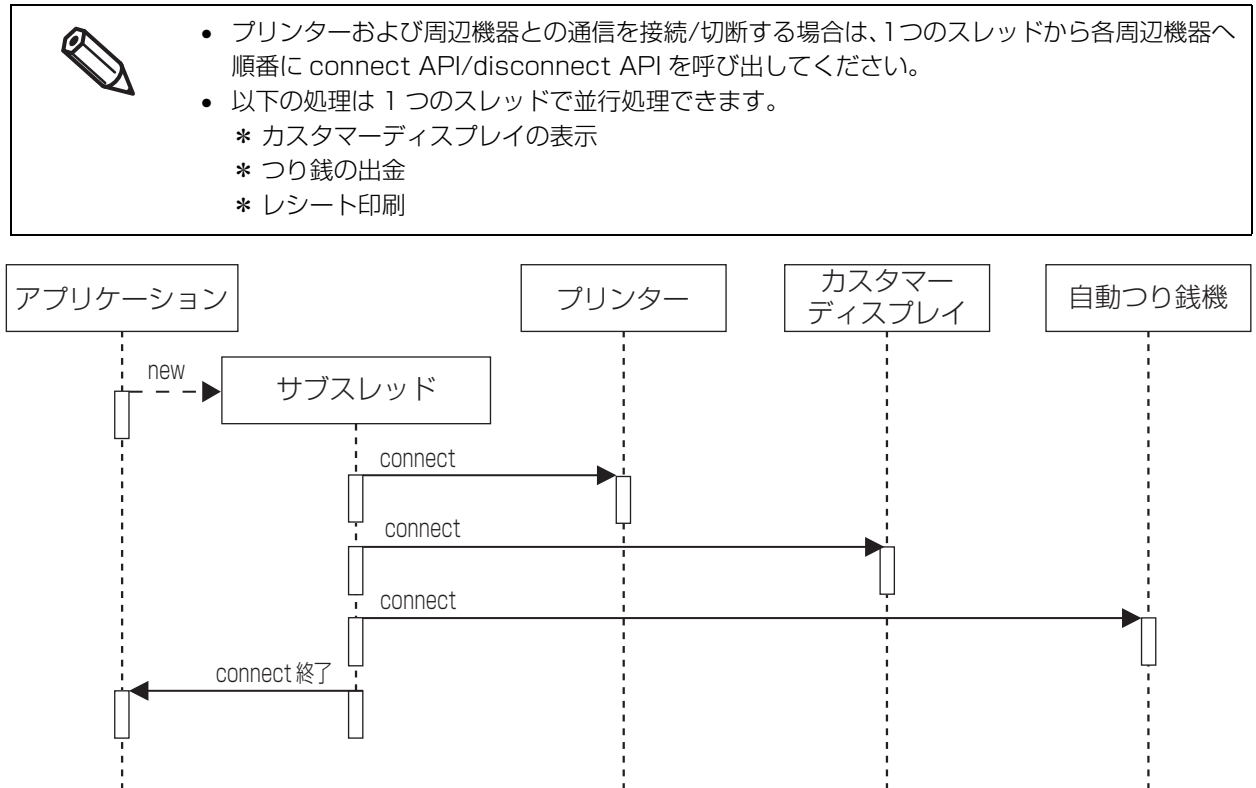 • プリンターおよび周辺機器との通信を接続/切断する場合は、1つのスレッドから各周辺機器へ
順番に connect API/disconnect API を呼び出してください。
• 以下の処理は 1 つのスレッドで並行処理できます。
＊ カスタマーディスプレイの表示
＊ つり銭の出金
＊ レシート印刷
アプリケーション
プリンター
カスタマー
ディスプレイ
自動つり銭機
new
サブスレッド
connect
connect
connect
connect 終了